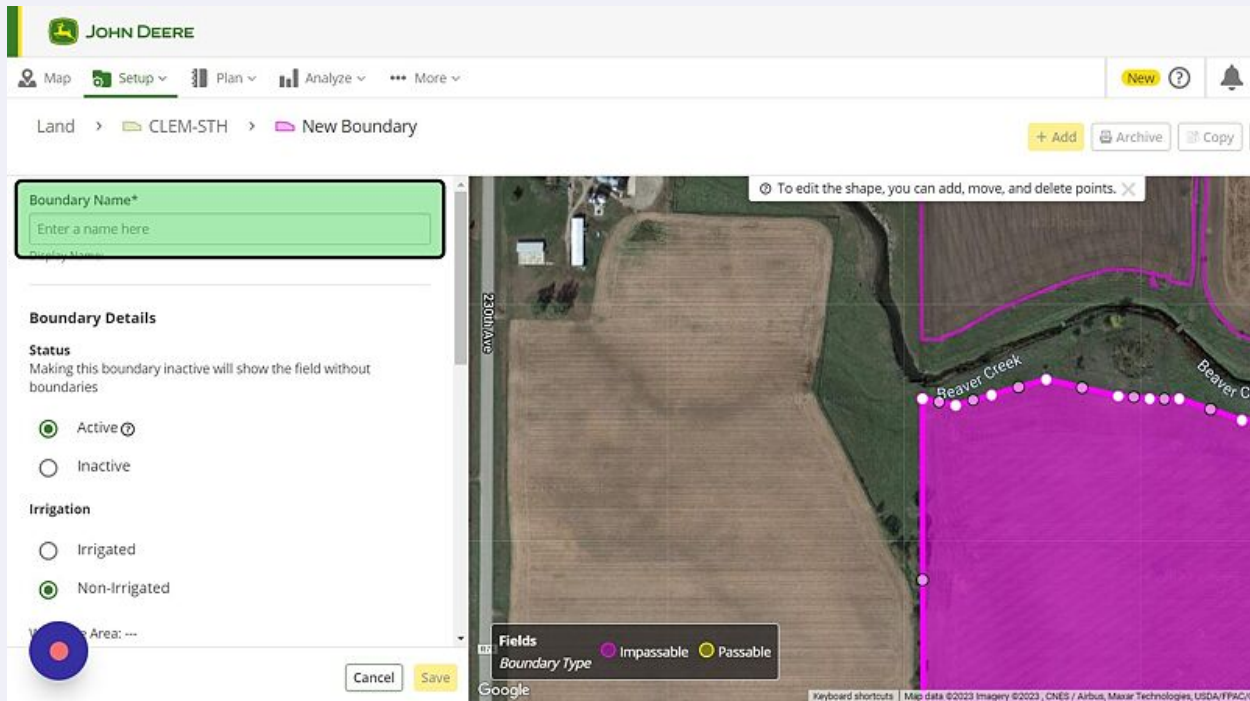 JOHN DEERE
Map Setup Plan Analyze ••• More
New
Land > CLEM-STH > New Boundary
+ Add Archive Copy
Boundary Name*
Enter a name here
Display Name:
Boundary Details
Status
Making this boundary inactive will show the field without
boundaries
Active
Inactive
Irrigation
Irrigated
Non-Irrigated
Area: ---
Cancel Save
To edit the shape, you can add, move, and delete points.
230th Ave
Beaver Creek
Beaver C
Fields
Boundary Type
Impassable Passable
Google
Keyboard shortcuts Map data ©2023 Imagery ©2023 , CNES / Airbus, Maxar Technologies, USDA/FPAC/